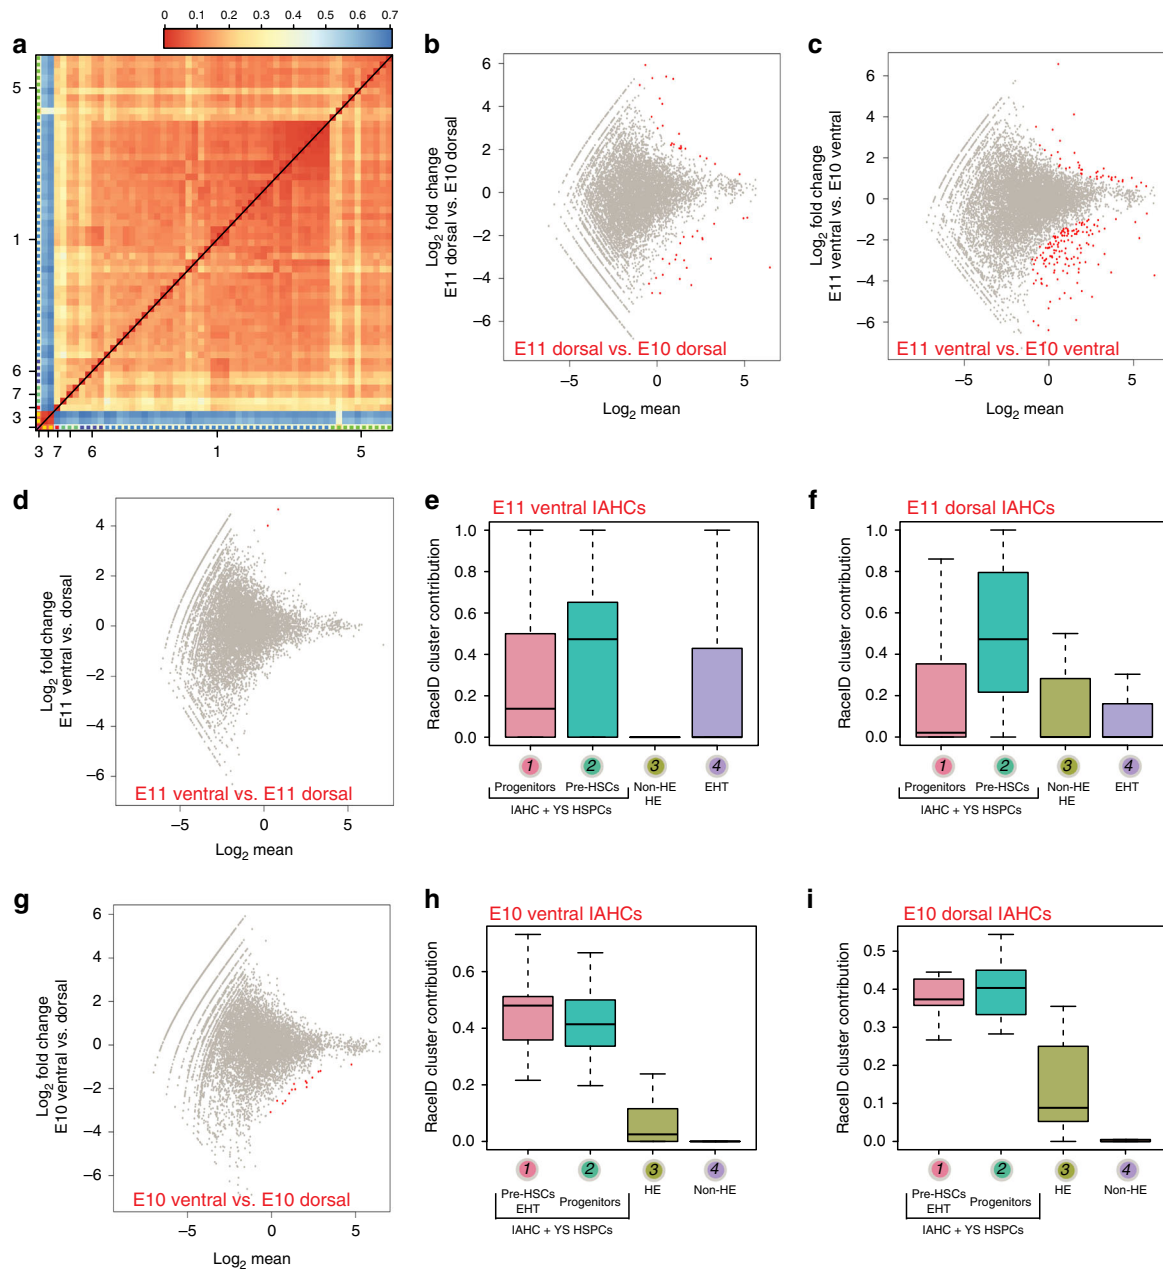 a
0 0.1 0.2 0.3 0.4 0.5 0.6 0.7
5
1
6
7
3
3 7 6 1 5
b
Log2 fold change
E11 dorsal vs. E10 dorsal
6
4
2
0
−2
−4
−6
E11 dorsal vs. E10 dorsal
−5 0 5
Log2 mean
c
Log2 fold change
E11 ventral vs. E10 ventral
6
4
2
0
−2
−4
−6
E11 ventral vs. E10 ventral
−5 0 5
Log2 mean
d
Log2 fold change
E11 ventral vs. dorsal
4
2
0
−2
−4
−6
E11 ventral vs. E11 dorsal
−5 0 5
Log2 mean
e
E11 ventral IAHCs
RaceID cluster contribution
1.0
0.8
0.6
0.4
0.2
0.0
1 2 3 4
Progenitors Pre-HSCs Non-HE EHT
HE
IAHC + YS HSPCs
f
E11 dorsal IAHCs
RaceID cluster contribution
1.0
0.8
0.6
0.4
0.2
0.0
1 2 3 4
Progenitors Pre-HSCs Non-HE EHT
HE
IAHC + YS HSPCs
g
Log2 fold change
E10 ventral vs. dorsal
6
4
2
0
−2
−4
−6
E10 ventral vs. E10 dorsal
−5 0 5
Log2 mean
h
E10 ventral IAHCs
RaceID cluster contribution
0.6
0.4
0.2
0.0
1 2 3 4
Pre-HSCs Progenitors HE Non-HE
EHT
IAHC + YS HSPCs
i
E10 dorsal IAHCs
RaceID cluster contribution
0.5
0.4
0.3
0.2
0.1
0.0
1 2 3 4
Pre-HSCs Progenitors HE Non-HE
EHT
IAHC + YS HSPCs